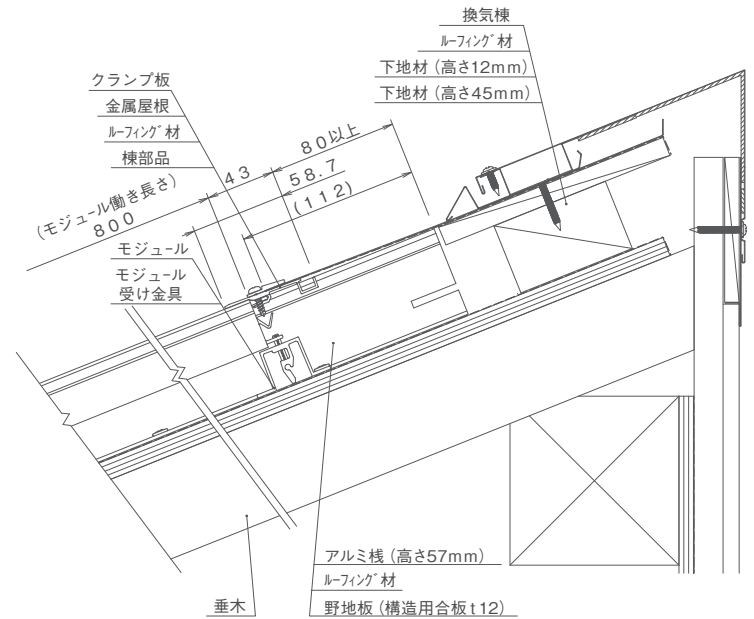 換気棟
ルーフィング材
下地材（高さ12mm）
下地材（高さ45mm）
クランプ板
金属屋根
ルーフィング材
棟部品
80以上
43
58.7
(112)
(モジュール働き長さ)
800
モジュール
モジュール
受け金具
アルミ桟（高さ57mm）
ルーフィング材
野地板（構造用合板t12）
垂木